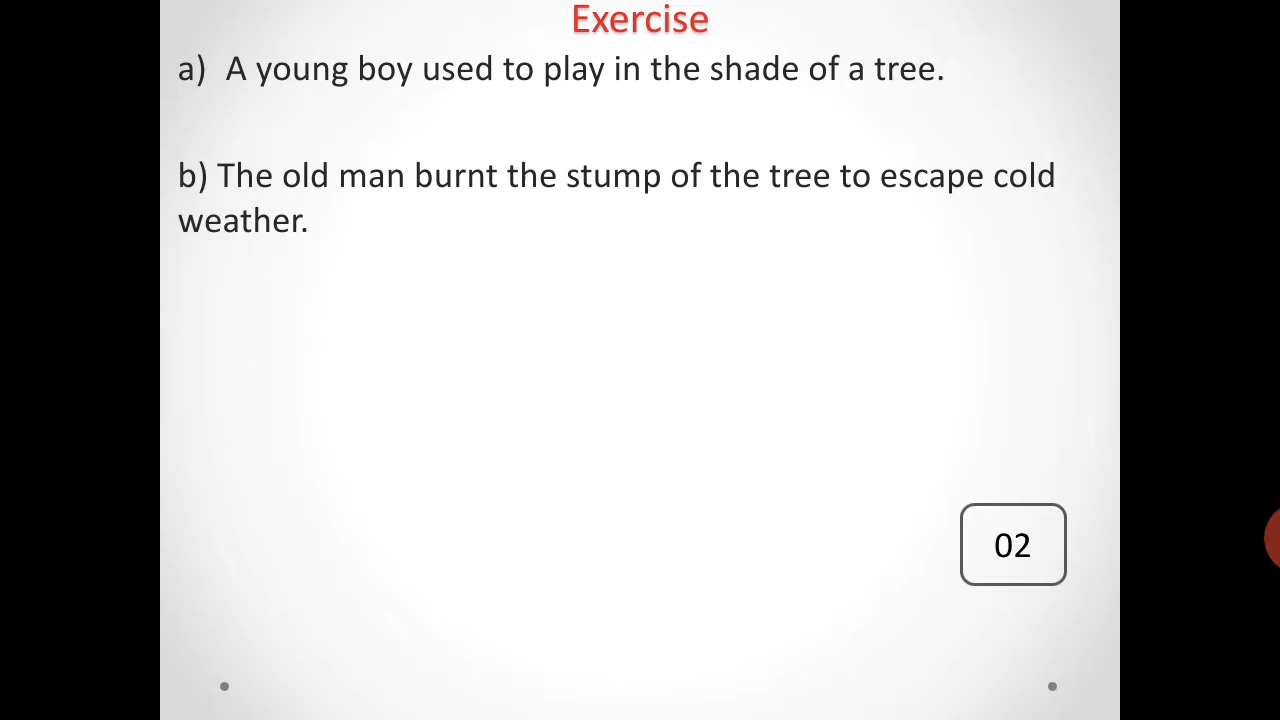 Exercise
a) A young boy used to play in the shade of a tree.
b) The old man burnt the stump of the tree to escape cold
weather.
02